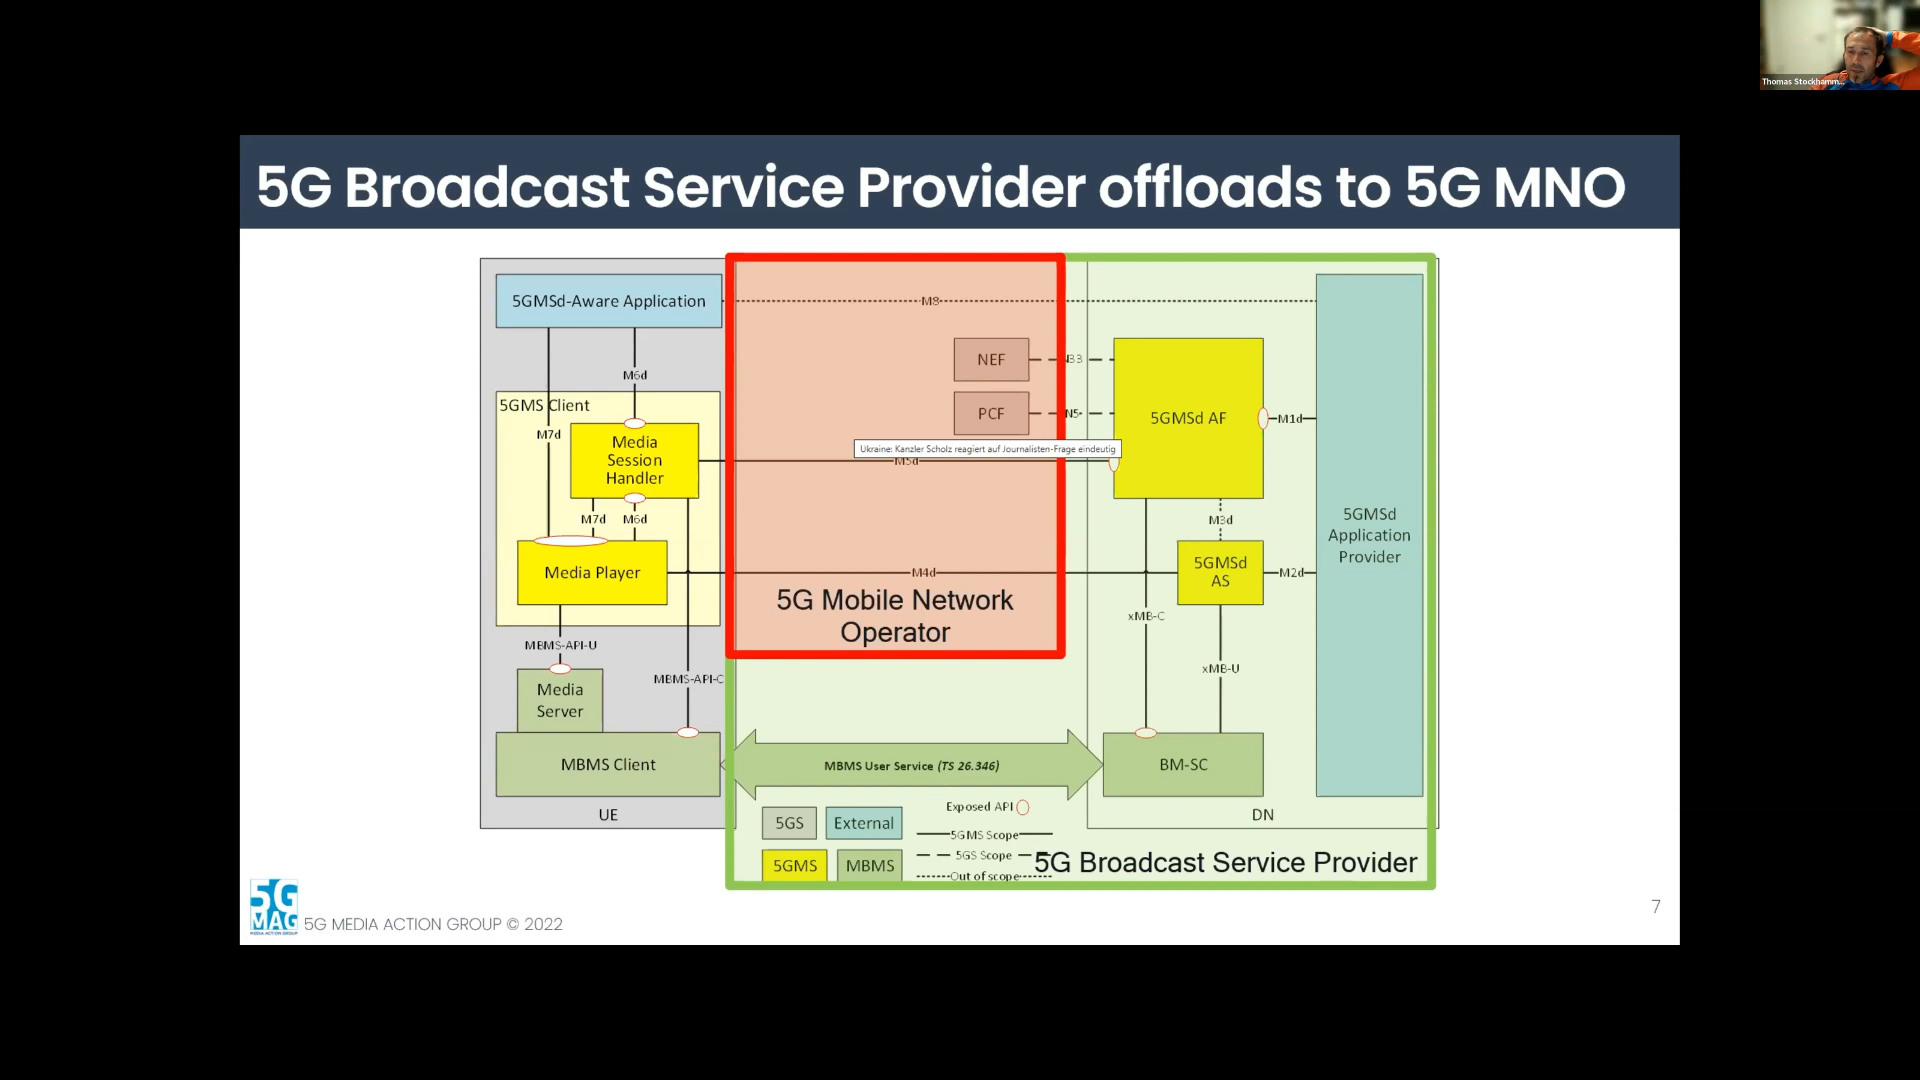 Thomas Stockhamm...
5G Broadcast Service Provider offloads to 5G MNO
5GMSd-Aware Application
M8
NEF
N33
PCF
N5
M6d
5GMS Client
M7d
Media
Session
Handler
Ukraine: Kanzler Scholz reagiert auf Journalisten-Frage eindeutig
M5d
5GMSd AF
M1d
M7d
M6d
M3d
5GMSd
Application
Provider
Media Player
M4d
5GMSd
AS
M2d
5G Mobile Network
Operator
xMB-C
MBMS-API-U
xMB-U
MBMS-API-C
Media
Server
MBMS Client
MBMS User Service (TS 26.346)
BM-SC
UE
DN
Exposed API
5GS
External
5GMS Scope
5GMS
MBMS
5GS Scope
Out of scope
5G Broadcast Service Provider
5G
MAG
MEDIA ACTION GROUP
5G MEDIA ACTION GROUP © 2022
7